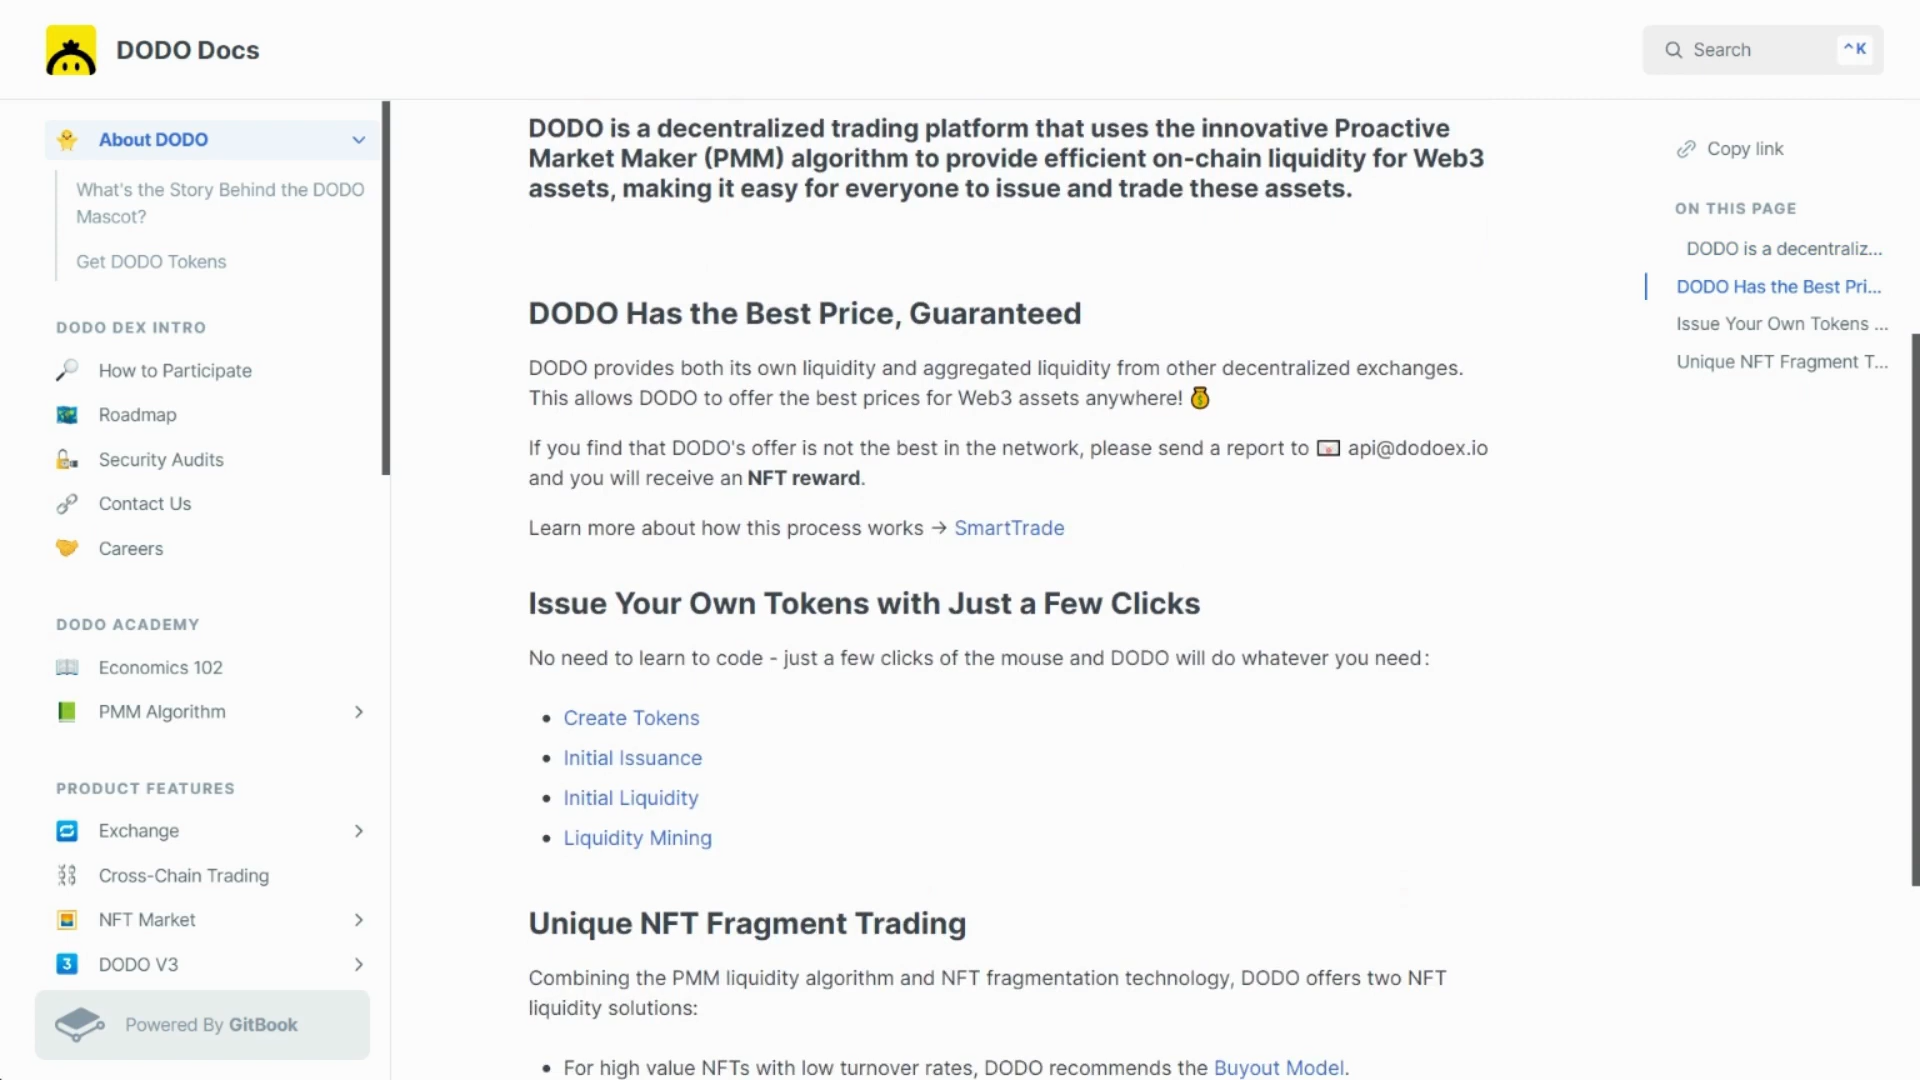 DODO Docs
Search
^K
About DODO
What's the Story Behind the DODO
Mascot?
Get DODO Tokens
DODO DEX INTRO
How to Participate
Roadmap
Security Audits
Contact Us
Careers
DODO ACADEMY
Economics 102
PMM Algorithm
PRODUCT FEATURES
Exchange
Cross-Chain Trading
NFT Market
3 DODO V3
Powered By GitBook
DODO is a decentralized trading platform that uses the innovative Proactive
Market Maker (PMM) algorithm to provide efficient on-chain liquidity for Web3
assets, making it easy for everyone to issue and trade these assets.
DODO Has the Best Price, Guaranteed
DODO provides both its own liquidity and aggregated liquidity from other decentralized exchanges.
This allows DODO to offer the best prices for Web3 assets anywhere! 💰
If you find that DODO's offer is not the best in the network, please send a report to 📧 api@dodoex.io
and you will receive an NFT reward.
Learn more about how this process works → SmartTrade
Issue Your Own Tokens with Just a Few Clicks
No need to learn to code - just a few clicks of the mouse and DODO will do whatever you need:
• Create Tokens
• Initial Issuance
• Initial Liquidity
• Liquidity Mining
Unique NFT Fragment Trading
Combining the PMM liquidity algorithm and NFT fragmentation technology, DODO offers two NFT
liquidity solutions:
• For high value NFTs with low turnover rates, DODO recommends the Buyout Model.
Copy link
ON THIS PAGE
DODO is a decentraliz...
DODO Has the Best Pri...
Issue Your Own Tokens ...
Unique NFT Fragment T...